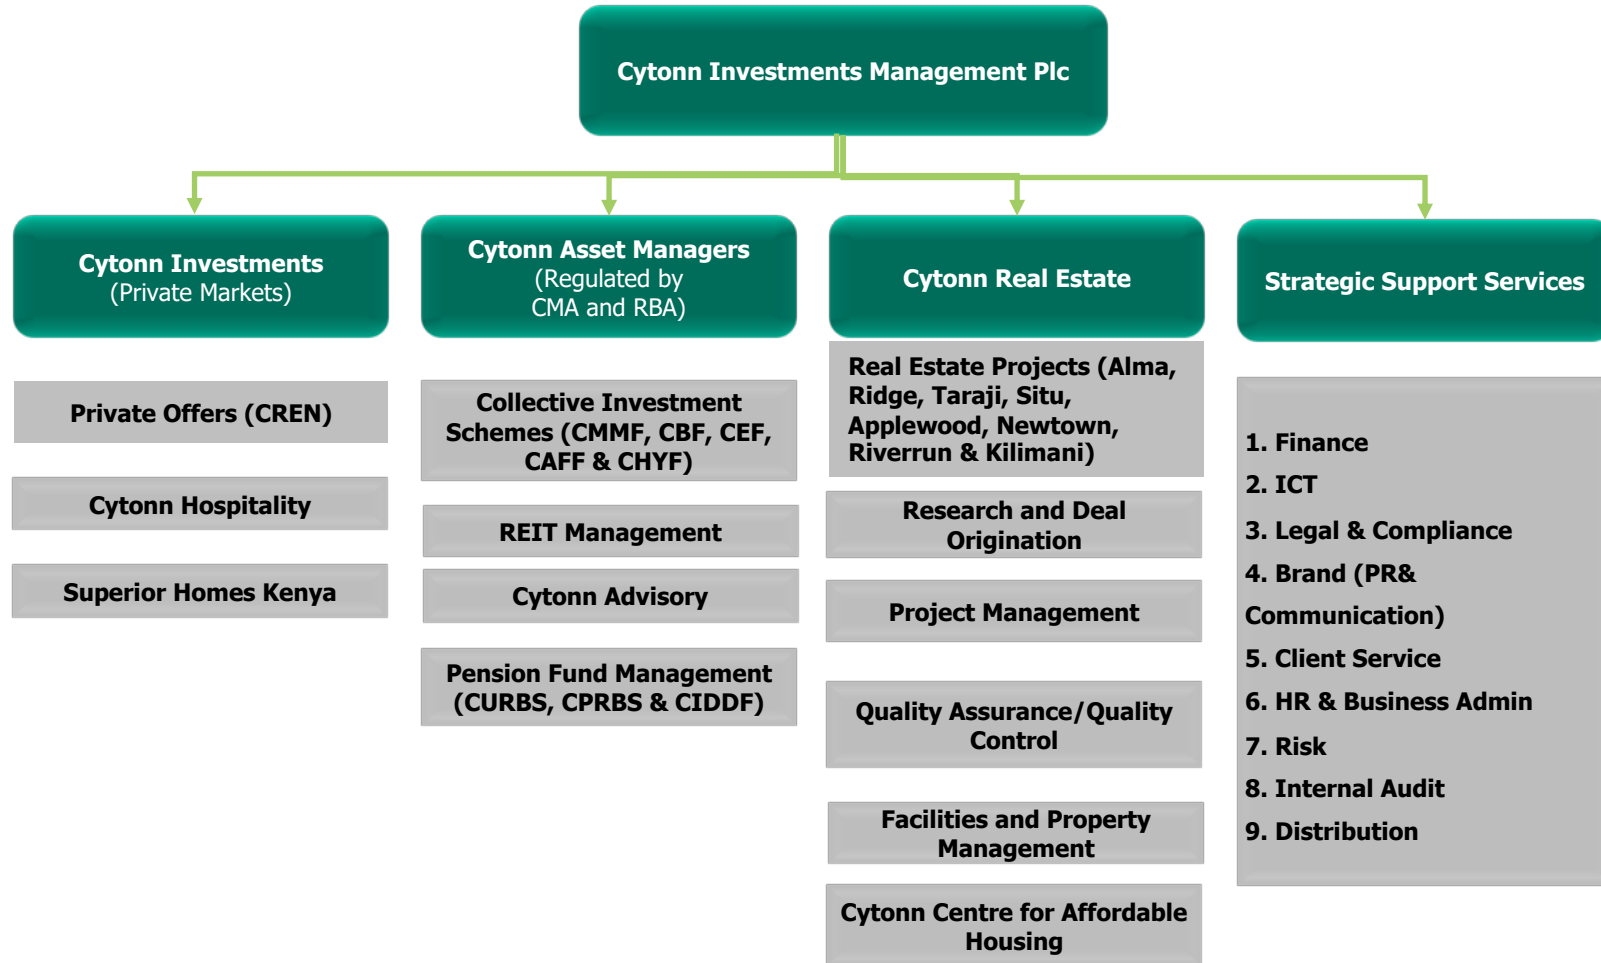 Cytonn Investments Management Plc
Cytonn Investments
(Private Markets)
Private Offers (CREN)
Cytonn Hospitality
Superior Homes Kenya
Cytonn Asset Managers
(Regulated by
CMA and RBA)
Collective Investment
Schemes (CMMF, CBF, CEF,
CAFF & CHYF)
REIT Management
Cytonn Advisory
Pension Fund Management
(CURBS, CPRBS & CIDDF)
Cytonn Real Estate
Real Estate Projects (Alma,
Ridge, Taraji, Situ,
Applewood, Newtown,
Riverrun & Kilimani)
Research and Deal
Origination
Project Management
Quality Assurance/Quality
Control
Facilities and Property
Management
Cytonn Centre for Affordable
Housing
Strategic Support Services
1. Finance
2. ICT
3. Legal & Compliance
4. Brand (PR&
Communication)
5. Client Service
6. HR & Business Admin
7. Risk
8. Internal Audit
9. Distribution